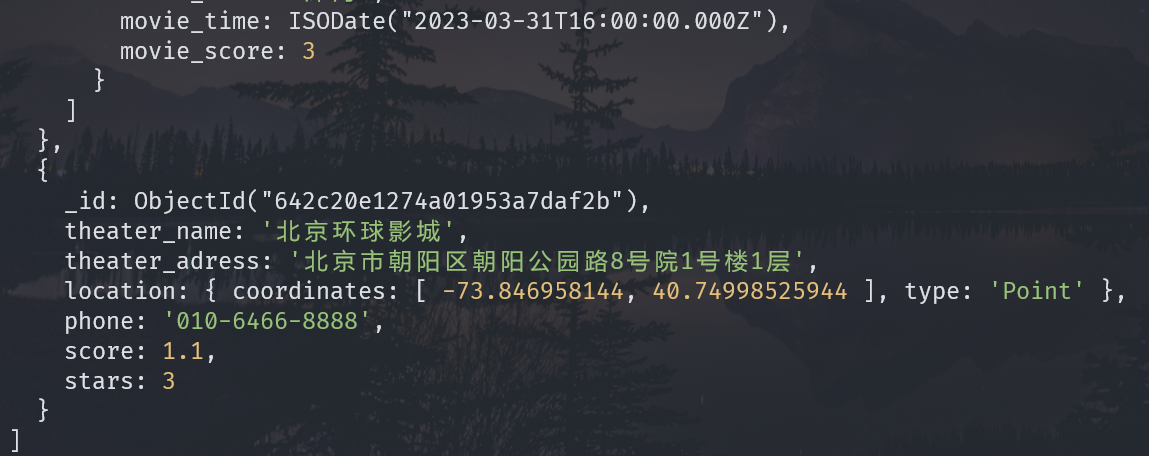 movie_time: ISODate("2023-03-31T16:00:00.000Z"),
movie_score: 3
}
]
},
{
_id: ObjectId("642c20e1274a01953a7daf2b"),
theater_name: '北京环球影城',
theater_adress: '北京市朝阳区朝阳公园路8号院1号楼1层',
location: { coordinates: [ -73.846958144, 40.74998525944 ], type: 'Point' },
phone: '010-6466-8888',
score: 1.1,
stars: 3
}
]